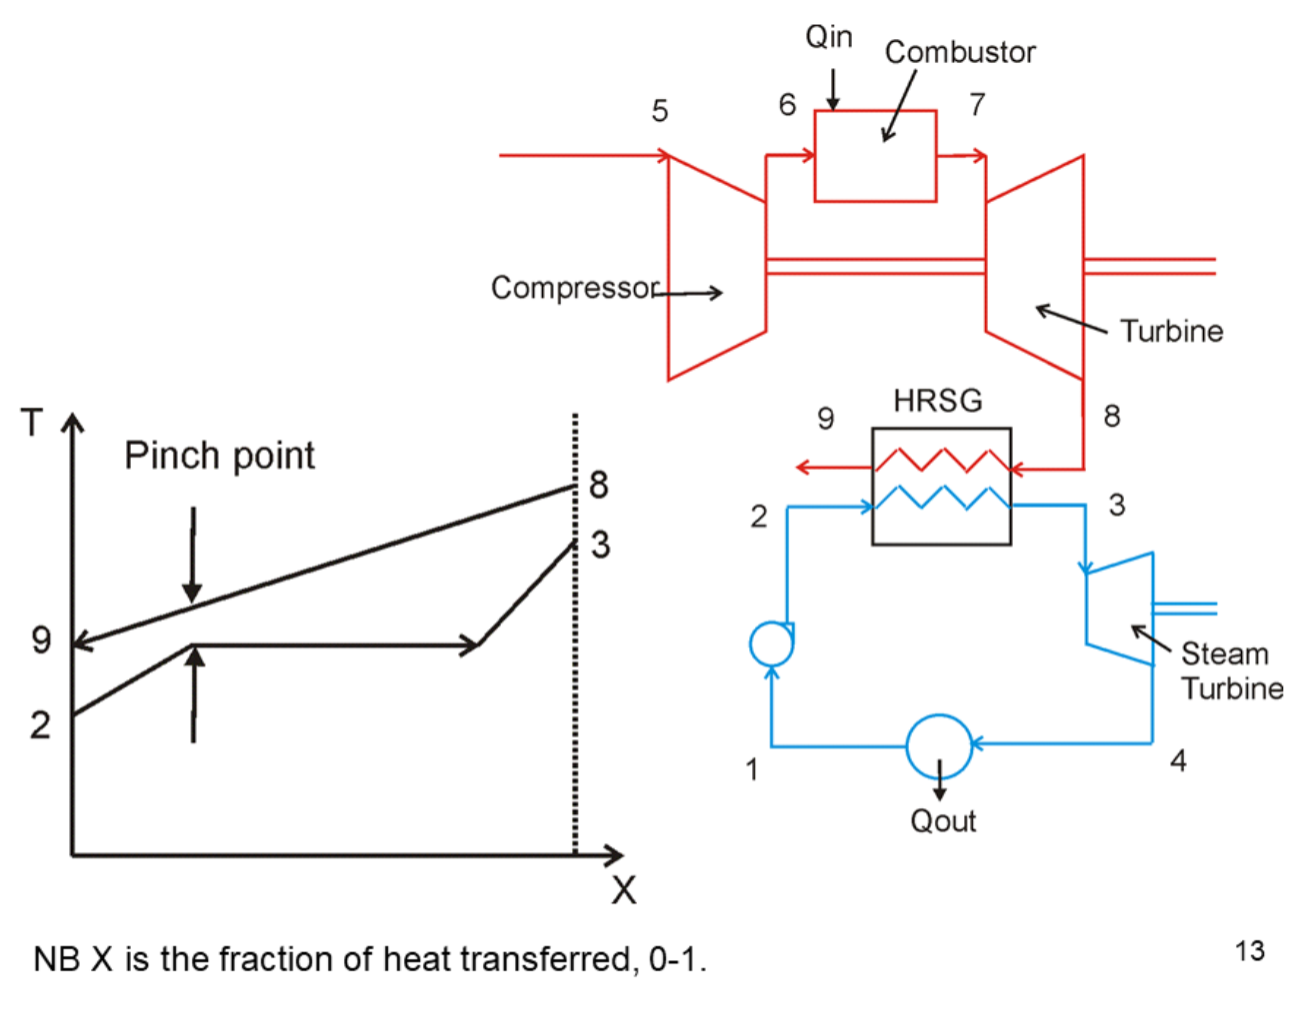 Qin
Combustor
5
6
7
Compressor
Turbine
HRSG
9
8
2
3
Steam
Turbine
1
4
Qout
T
Pinch point
8
3
9
2
X
NB X is the fraction of heat transferred, 0-1.
13